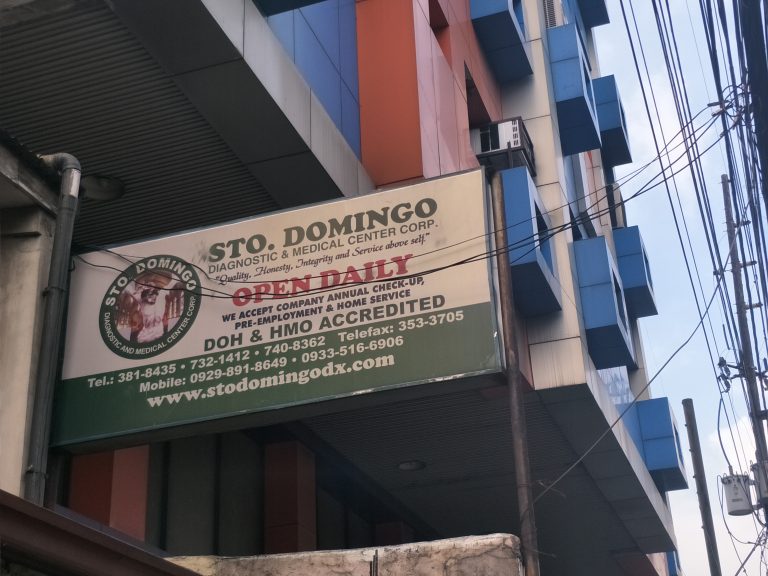 STO. DOMINGO
DIAGNOSTIC & MEDICAL CENTER CORP.
"Quality, Honesty, Integrity and Service above self."
OPEN DAILY
WE ACCEPT COMPANY ANNUAL CHECK-UP,
PRE-EMPLOYMENT & HOME SERVICE
DOH & HMO ACCREDITED
Tel.: 381-8435 • 732-1412 • 740-8362 Telefax: 353-3705
Mobile: 0929-891-8649 • 0933-516-6906
www.stodomingodx.com
STO. DOMINGO
DIAGNOSTIC AND MEDICAL CENTER CORP.